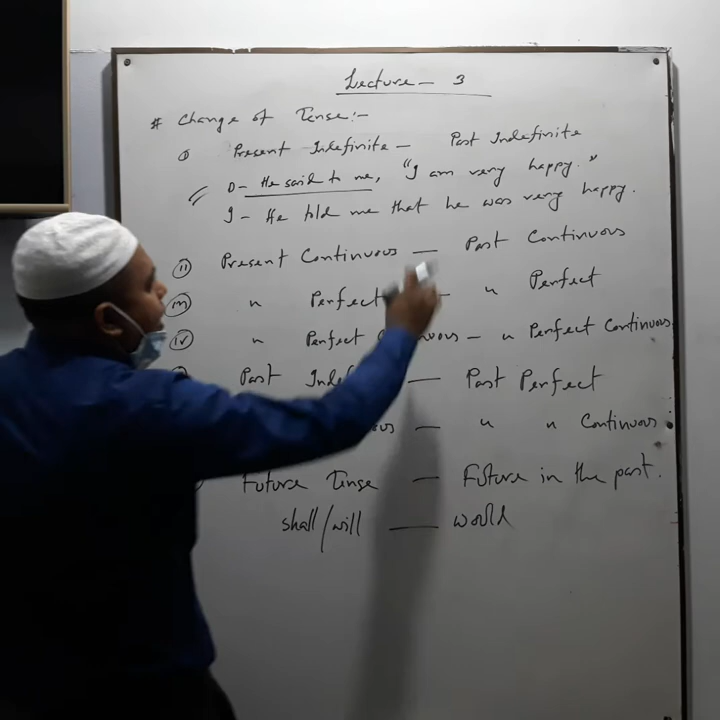 Lecture - 3
# Change of Tense:-
(i) Present Indefinite - Past Indefinite
D - He said to me, "I am very happy."
I - He told me that he was very happy.
(ii) Present Continuous - Past Continuous
(iii) " Perfect - " Perfect
(iv) " Perfect - " Perfect Continuous
Past - Past Perfect
- " " Continuous
Future Tense - Future in the past.
shall/will - would